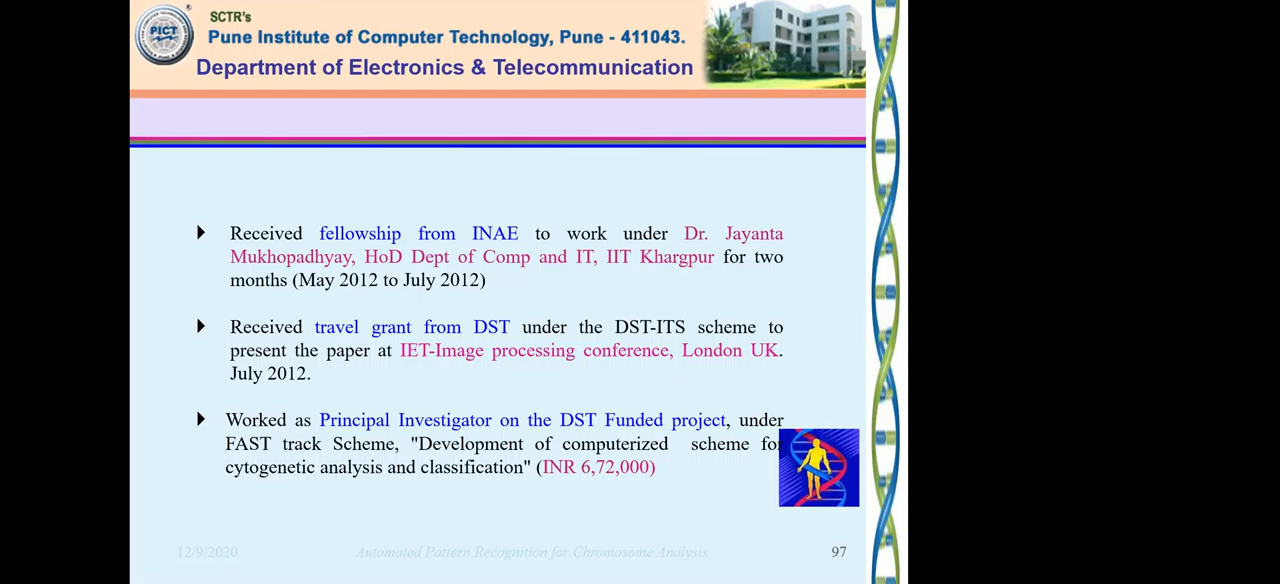 SCTR's
PICT
Pune Institute of Computer Technology, Pune - 411043.
Department of Electronics & Telecommunication
Received fellowship from INAE to work under Dr. Jayanta
Mukhopadhyay, HoD Dept of Comp and IT, IIT Khargpur for two
months (May 2012 to July 2012)
Received travel grant from DST under the DST-ITS scheme to
present the paper at IET-Image processing conference, London UK.
July 2012.
Worked as Principal Investigator on the DST Funded project, under
FAST track Scheme, "Development of computerized scheme for
cytogenetic analysis and classification" (INR 6,72,000)
12/9/2020 Automated Pattern Recognition for Chromosome Analysis 97